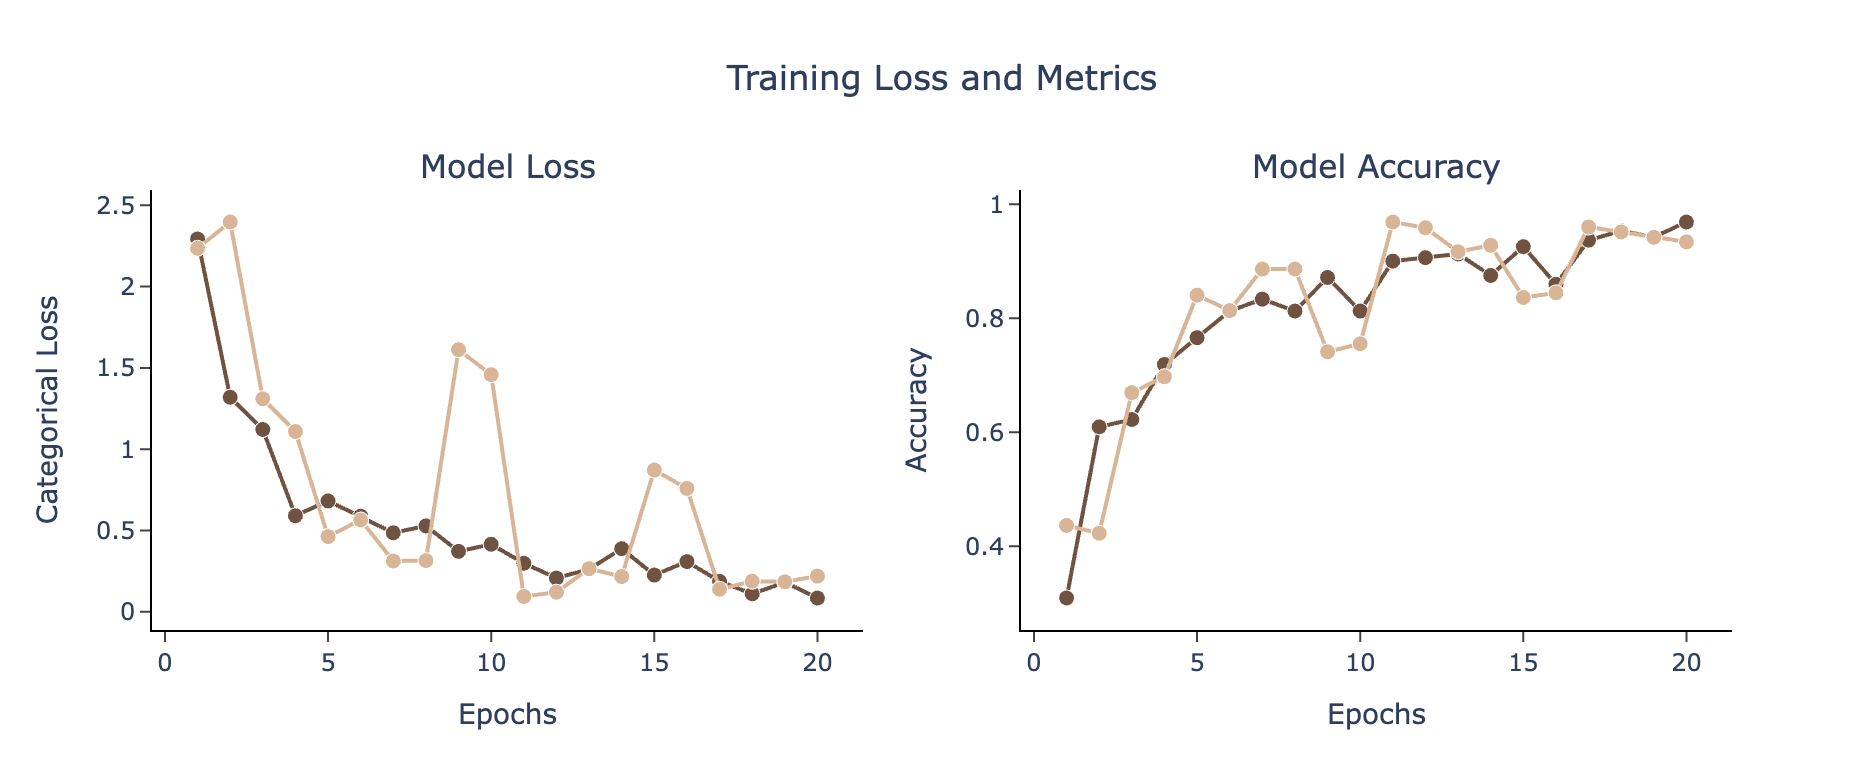 Training Loss and Metrics
Model Loss
Categorical Loss
2.5
2
1.5
1
0.5
0
0 5 10 15 20
Epochs
Model Accuracy
Accuracy
1
0.8
0.6
0.4
0 5 10 15 20
Epochs